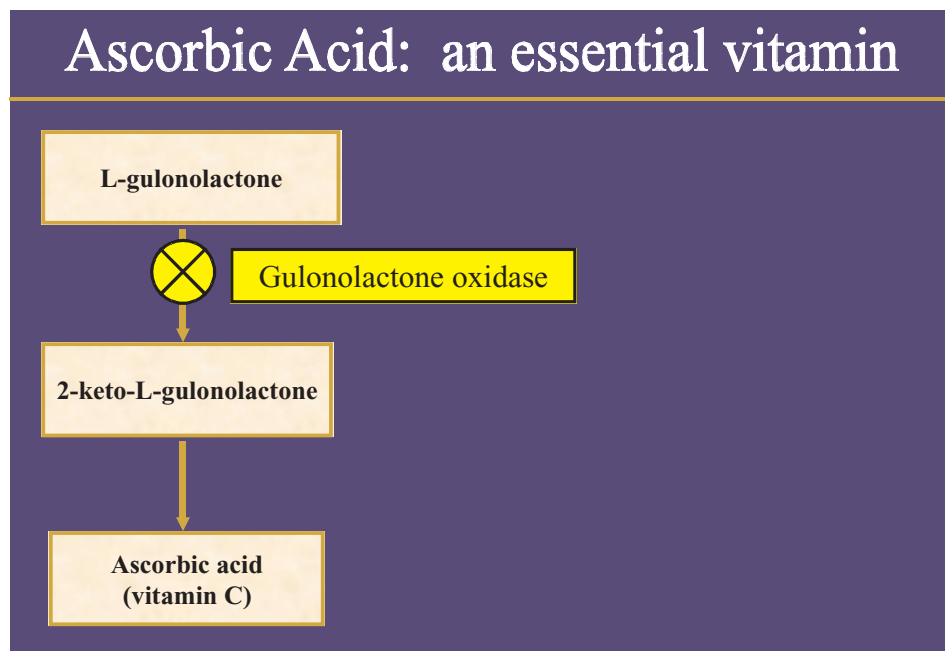 Ascorbic Acid: an essential vitamin
L-gulonolactone
Gulonolactone oxidase
2-keto-L-gulonolactone
Ascorbic acid
(vitamin C)